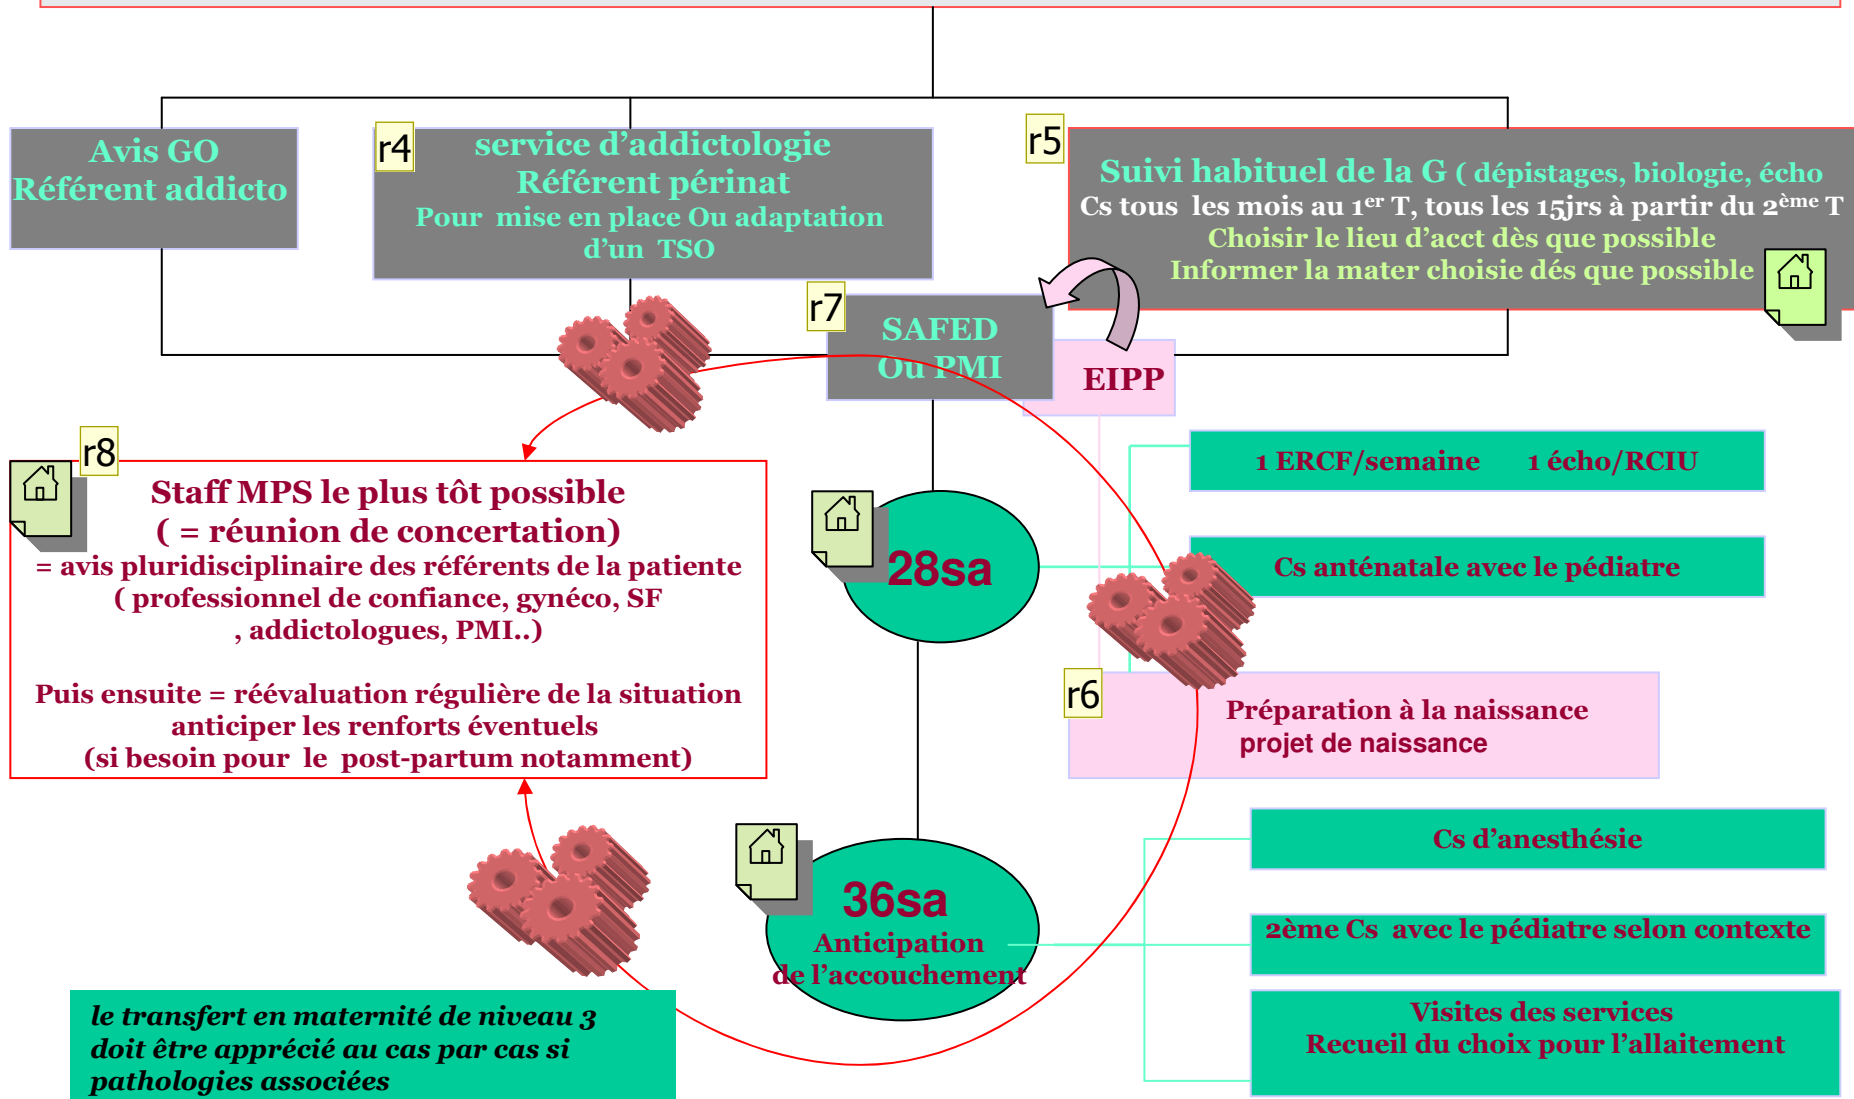 Avis GO
Référent addicto
r4
service d’addictologie
Référent périnat
Pour mise en place Ou adaptation
d’un TSO
r5
Suivi habituel de la G ( dépistages, biologie, écho
Cs tous les mois au 1er T, tous les 15jrs à partir du 2ème T
Choisir le lieu d’acct dès que possible
Informer la mater choisie dés que possible
r7
SAFED
Ou PMI
EIPP
r8
Staff MPS le plus tôt possible
( = réunion de concertation)
= avis pluridisciplinaire des référents de la patiente
( professionnel de confiance, gynéco, SF
, addictologues, PMI..)
Puis ensuite = réévaluation régulière de la situation
anticiper les renforts éventuels
(si besoin pour le post-partum notamment)
28sa
1 ERCF/semaine 1 écho/RCIU
Cs anténatale avec le pédiatre
r6
Préparation à la naissance
projet de naissance
36sa
Anticipation
de l’accouchement
Cs d’anesthésie
2ème Cs avec le pédiatre selon contexte
Visites des services
Recueil du choix pour l’allaitement
le transfert en maternité de niveau 3
doit être apprécié au cas par cas si
pathologies associées